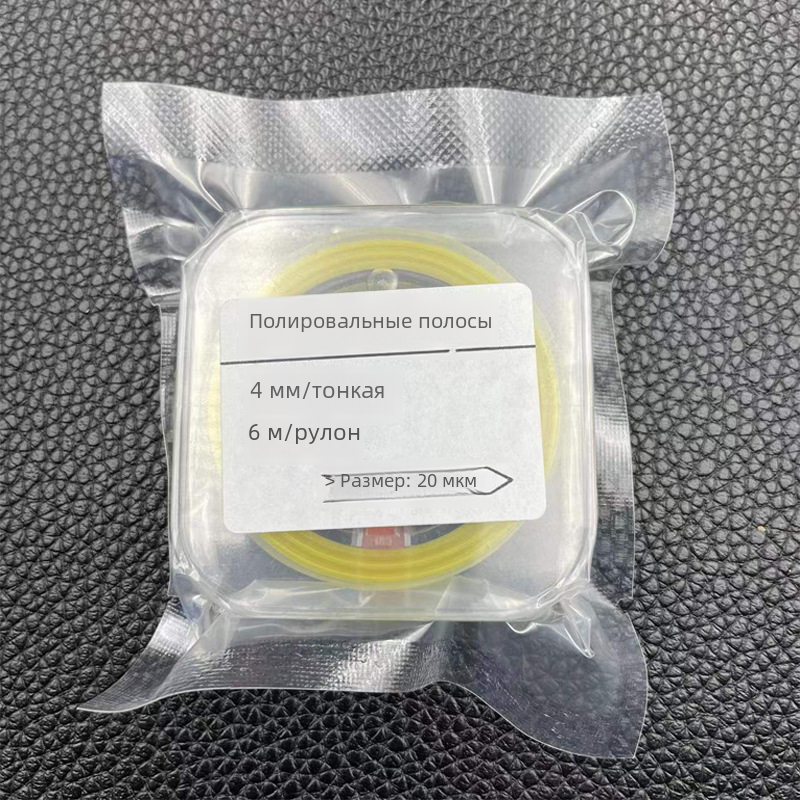 Полировальные полосы
4 мм/тонкая
6 м/рулон
> Размер: 20 мкм